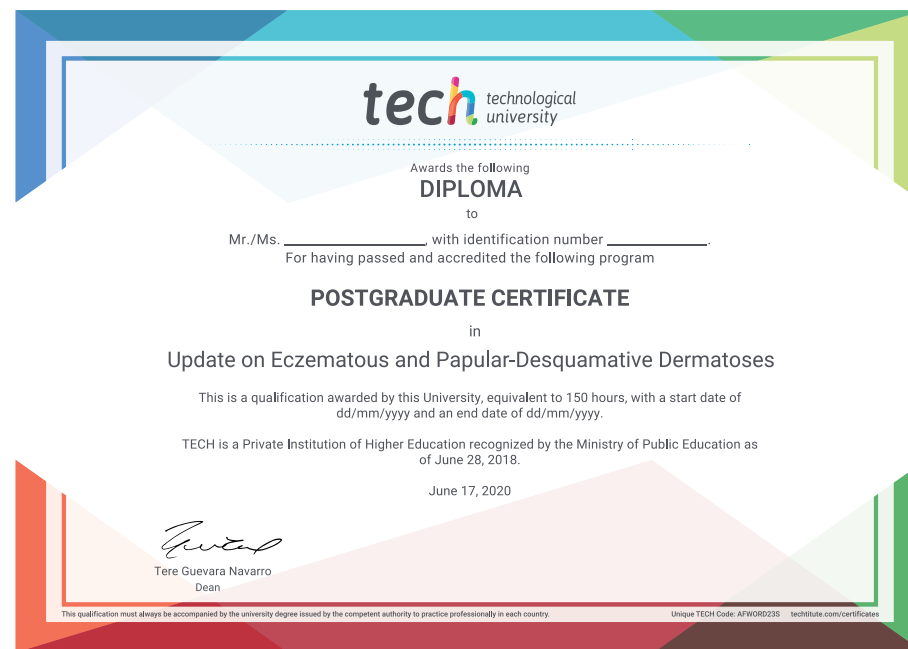 tech technological
university
Awards the following
DIPLOMA
to
Mr./Ms. ____________________, with identification number ______________.
For having passed and accredited the following program
POSTGRADUATE CERTIFICATE
in
Update on Eczematous and Papular-Desquamative Dermatoses
This is a qualification awarded by this University, equivalent to 150 hours, with a start date of
dd/mm/yyyy and an end date of dd/mm/yyyy.
TECH is a Private Institution of Higher Education recognized by the Ministry of Public Education as
of June 28, 2018.
June 17, 2020
Tere Guevara Navarro
Dean
This qualification must always be accompanied by the university degree issued by the competent authority to practice professionally in each country.
Unique TECH Code: AFWORD23S techtitute.com/certificates